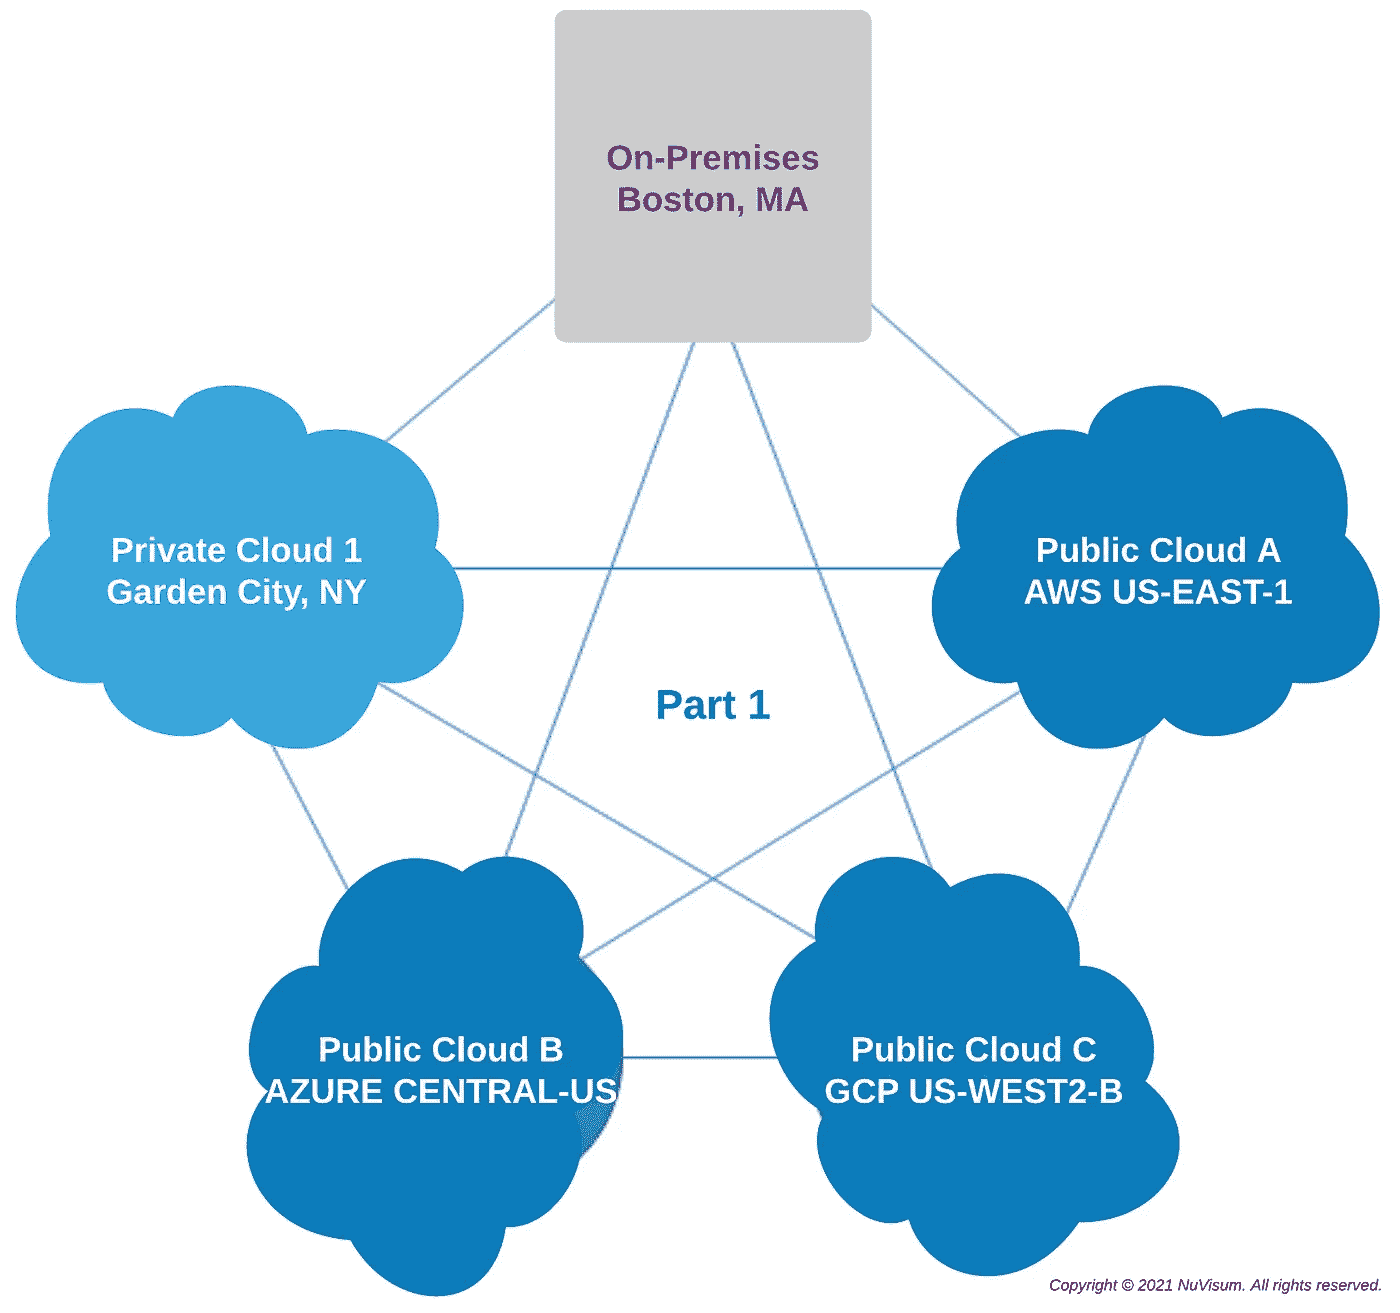 On-Premises
Boston, MA
Private Cloud 1
Garden City, NY
Public Cloud A
AWS US-EAST-1
Part 1
Public Cloud B
AZURE CENTRAL-US
Public Cloud C
GCP US-WEST2-B
Copyright © 2021 NuVisum. All rights reserved.